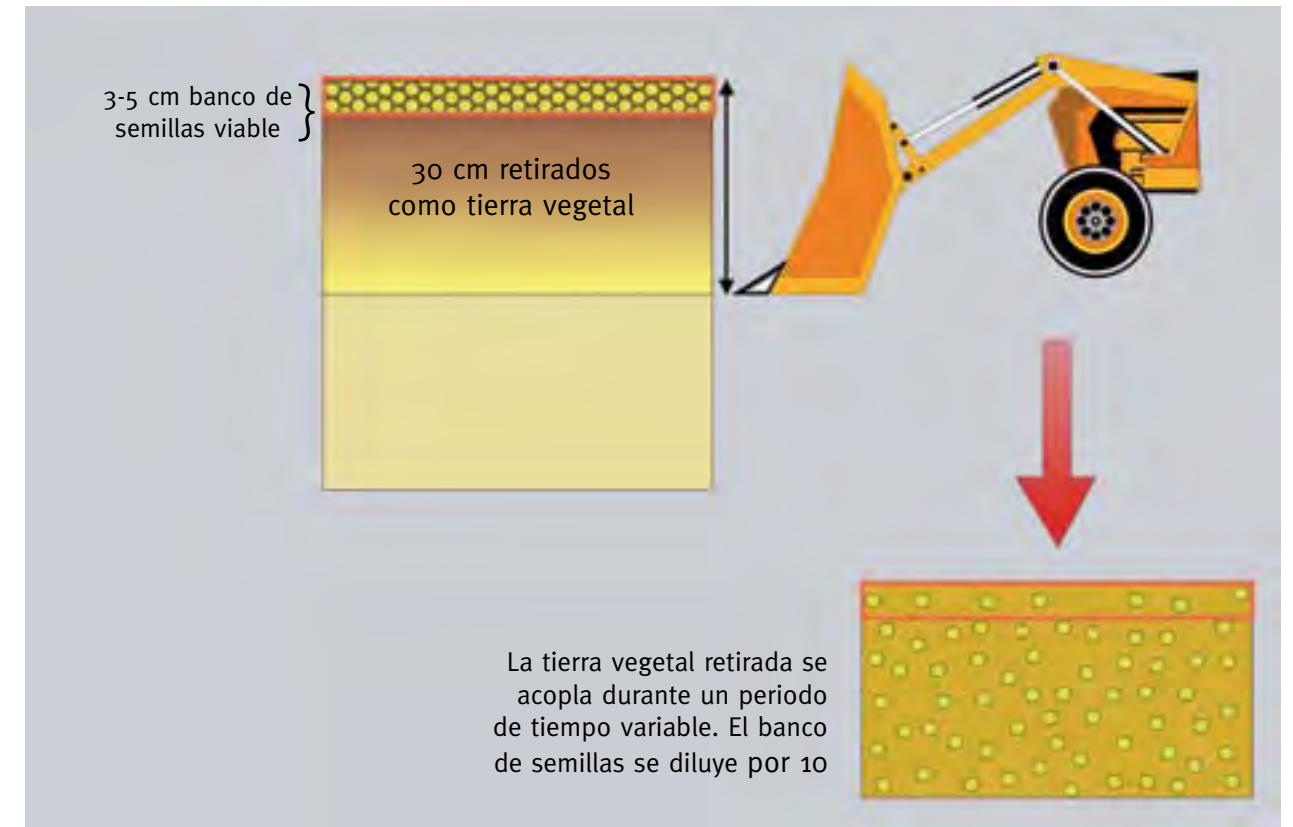 3-5 cm banco de
semillas viable
30 cm retirados
como tierra vegetal
La tierra vegetal retirada se
acopla durante un periodo
de tiempo variable. El banco
de semillas se diluye por 10